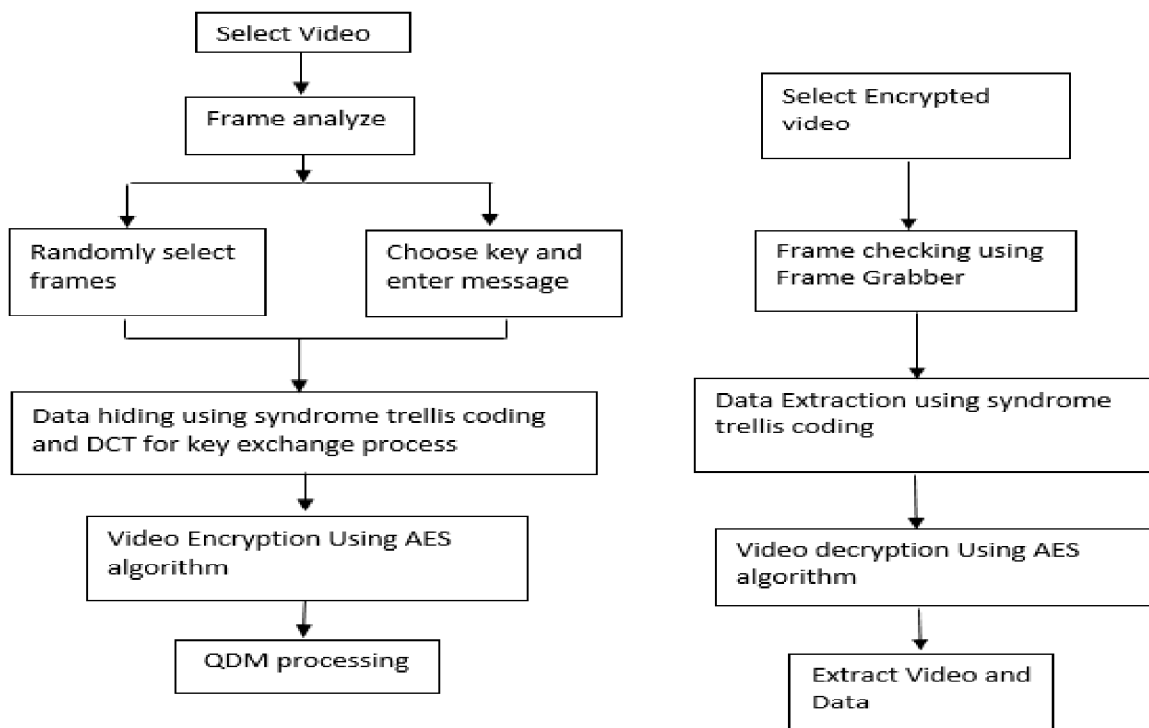 Select Video
Frame analyze
Randomly select
frames
Choose key and
enter message
Data hiding using syndrome trellis coding
and DCT for key exchange process
Video Encryption Using AES
algorithm
QDM processing
Select Encrypted
video
Frame checking using
Frame Grabber
Data Extraction using syndrome
trellis coding
Video decryption Using AES
algorithm
Extract Video and
Data